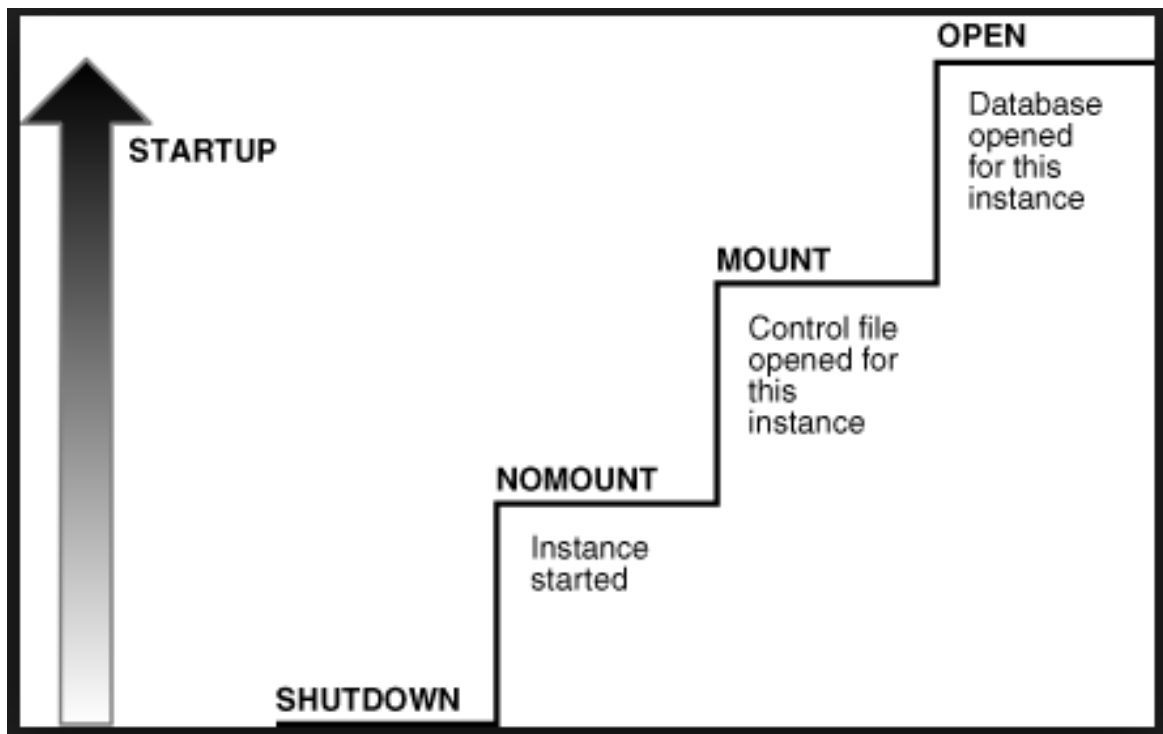 OPEN
Database
opened
for this
instance
STARTUP
MOUNT
Control file
opened for
this
instance
NOMOUNT
Instance
started
SHUTDOWN